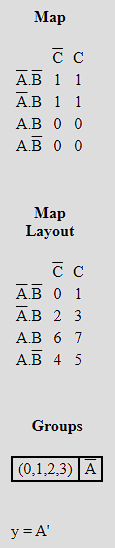 Map
C̅ C
A̅.B̅ 1 1
A̅.B 1 1
A.B 0 0
A.B̅ 0 0
Map
Layout
C̅ C
A̅.B̅ 0 1
A̅.B 2 3
A.B 6 7
A.B̅ 4 5
Groups
(0,1,2,3) A̅
y = A'